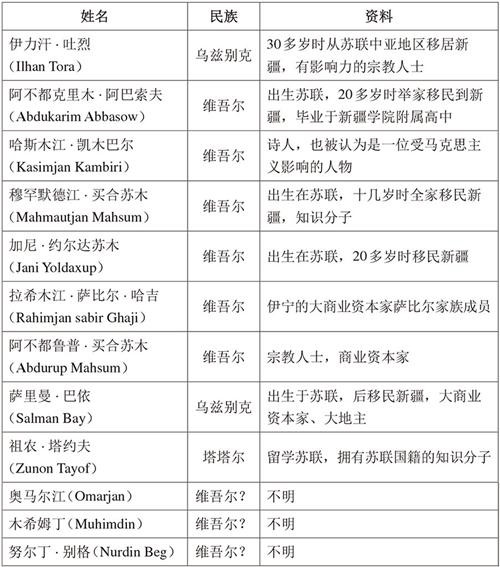 姓名 民族 资料
伊力汗·吐烈
(Ilhan Tora)
乌兹别克
30多岁时从苏联中亚地区移居新
疆，有影响力的宗教人士
阿不都克里木·阿巴索夫
(Abdukarim Abbasow)
维吾尔
出生苏联，20多岁时举家移民到新
疆，毕业于新疆学院附属高中
哈斯木江·凯木巴尔
(Kasimjan Kambiri)
维吾尔
诗人，也被认为是一位受马克思主
义影响的人物
穆罕默德江·买合苏木
(Mahmautjan Mahsum)
维吾尔
出生在苏联，十几岁时全家移民新
疆，知识分子
加尼·约尔达苏木
(Jani Yoldaxup)
维吾尔
出生在苏联，20多岁时移民新疆
拉希木江·萨比尔·哈吉
(Rahimjan sabir Ghaji)
维吾尔
伊宁的大商业资本家萨比尔家族成员
阿不都鲁普·买合苏木
(Abdurup Mahsum)
维吾尔
宗教人士，商业资本家
萨里曼·巴依
(Salman Bay)
乌兹别克
出生于苏联，后移民新疆，大商业
资本家、大地主
祖农·塔约夫
(Zunon Tayof)
塔塔尔
留学苏联，拥有苏联国籍的知识分子
奥马尔江(Omarjan) 维吾尔？ 不明
木希姆丁(Muhimdin) 维吾尔？ 不明
努尔丁·别格(Nurdin Beg) 维吾尔？ 不明